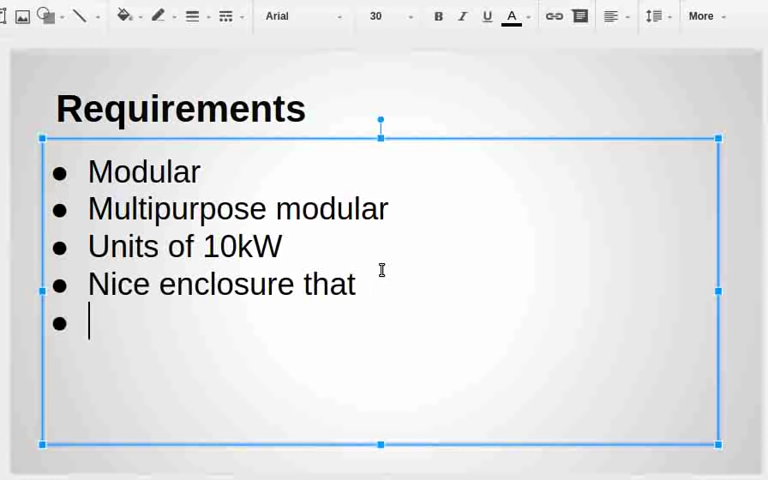 Arial 30 B I U A More
Requirements
Modular
Multipurpose modular
Units of 10kW
Nice enclosure that